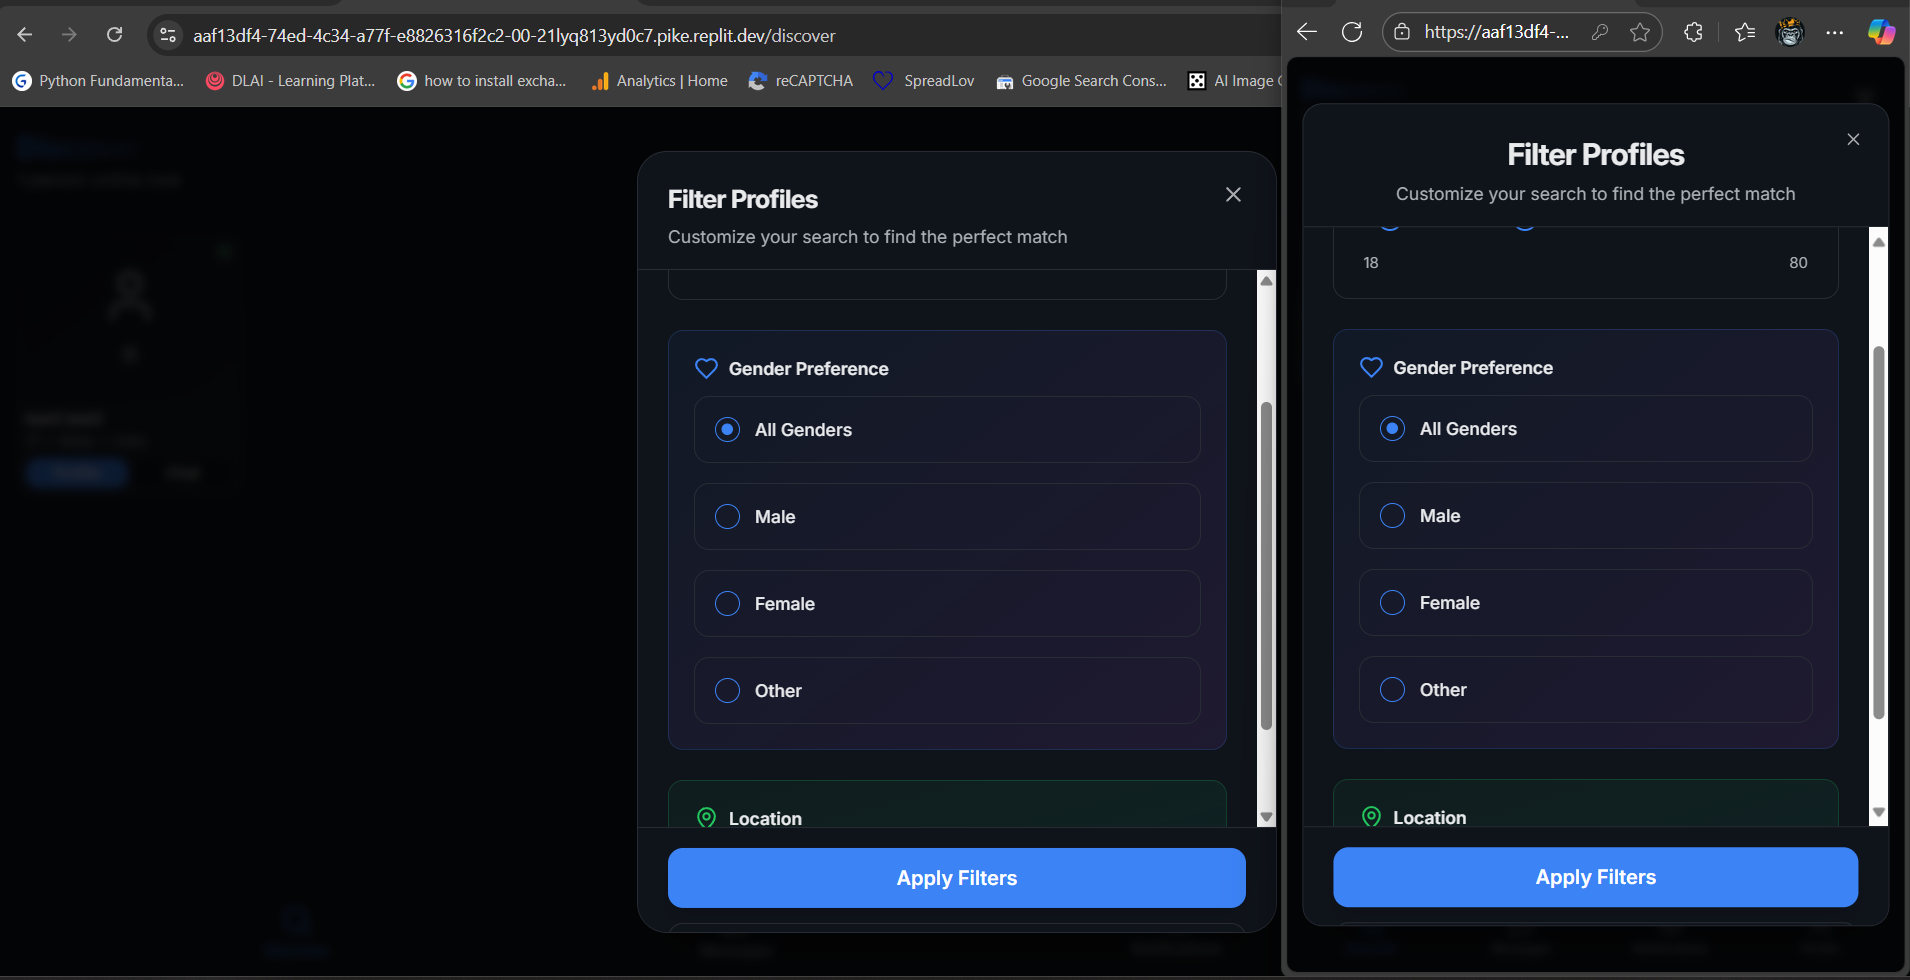 aaf13df4-74ed-4c34-a77f-e8826316f2c2-00-21lyq813yd0c7.pike.replit.dev/discover
Python Fundamenta...
DLAI - Learning Plat...
how to install excha...
Analytics | Home
reCAPTCHA
SpreadLov
Google Search Cons...
AI Image
Filter Profiles
Customize your search to find the perfect match
Gender Preference
All Genders
Male
Female
Other
Location
Apply Filters
https://aaf13df4-...
Filter Profiles
Customize your search to find the perfect match
18
80
Gender Preference
All Genders
Male
Female
Other
Location
Apply Filters